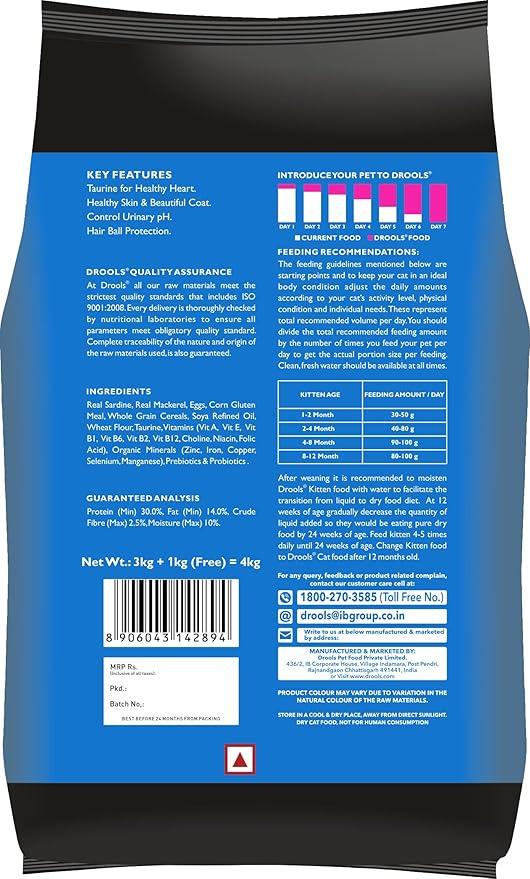 KEY FEATURES
Taurine for Healthy Heart.
Healthy Skin & Beautiful Coat.
Control Urinary pH.
Hair Ball Protection.
DROOLS® QUALITY ASSURANCE
At Drools® all our raw materials meet the
strictest quality standards that includes ISO
9001:2008. Every delivery is thoroughly checked
by nutritional laboratories to ensure all
parameters meet obligatory quality standard.
Complete traceability of the nature and origin of
the raw materials used, is also guaranteed.
INGREDIENTS
Real Sardine, Real Mackerel, Eggs, Corn Gluten
Meal, Whole Grain Cereals, Soya Refined Oil,
Wheat Flour, Taurine, Vitamins (Vit A, Vit E, Vit
B1, Vit B6, Vit B2, Vit B12, Choline, Niacin, Folic
Acid), Organic Minerals (Zinc, Iron, Copper,
Selenium, Manganese), Prebiotics & Probiotics.
GUARANTEED ANALYSIS
Protein (Min) 30.0%, Fat (Min) 14.0%, Crude
Fibre (Max) 2.5%, Moisture (Max) 10%.
Net Wt.: 3kg + 1kg (Free) = 4kg
8 906043 142894
MRP Rs.
(Inclusive of all taxes):
Pkd.:
Batch No.:
BEST BEFORE 24 MONTHS FROM PACKING
INTRODUCE YOUR PET TO DROOLS®
DAY 1 DAY 2 DAY 3 DAY 4 DAY 5 DAY 6 DAY 7
CURRENT FOOD DROOLS® FOOD
FEEDING RECOMMENDATIONS:
The feeding guidelines mentioned below are
starting points and to keep your cat in an ideal
body condition adjust the daily amounts
according to your cat's activity level, physical
condition and individual needs. These represent
total recommended volume per day. You should
divide the total recommended feeding amount
by the number of times you feed your pet per
day to get the actual portion size per feeding.
Clean, fresh water should be available at all times.
KITTEN AGE FEEDING AMOUNT / DAY
1-2 Month 30-50 g
2-4 Month 40-80 g
4-8 Month 90-100 g
8-12 Month 80-100 g
After weaning it is recommended to moisten
Drools® Kitten food with water to facilitate the
transition from liquid to dry food diet. At 12
weeks of age gradually decrease the quantity of
liquid added so they would be eating pure dry
food by 24 weeks of age. Feed kitten 4-5 times
daily until 24 weeks of age. Change Kitten food
to Drools® Cat food after 12 months old.
For any query, feedback or product related complain,
contact our customer care cell at:
1800-270-3585 (Toll Free No.)
@ drools@ibgroup.co.in
Write to us at below manufactured & marketed
by address:
MANUFACTURED & MARKETED BY:
Drools Pet Food Private Limited.
436/2, IB Corporate House, Village Indamara, Post Pendri,
Rajnandgaon Chhattisgarh 491441, India
or Visit www.drools.com
PRODUCT COLOUR MAY VARY DUE TO VARIATION IN THE
NATURAL COLOUR OF THE RAW MATERIALS.
STORE IN A COOL & DRY PLACE, AWAY FROM DIRECT SUNLIGHT.
DRY CAT FOOD, NOT FOR HUMAN CONSUMPTION